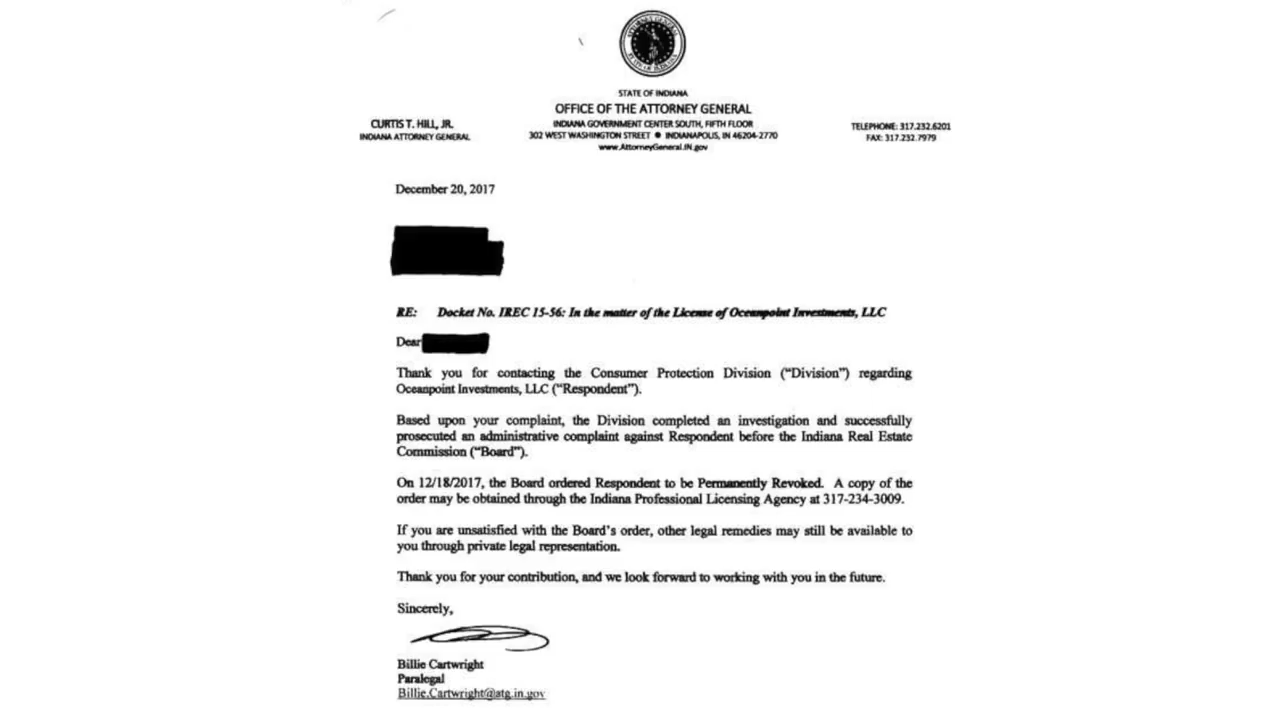 ATTORNEY GENERAL
STATE OF INDIANA
STATE OF INDIANA
OFFICE OF THE ATTORNEY GENERAL
INDIANA GOVERNMENT CENTER SOUTH, FIFTH FLOOR
302 WEST WASHINGTON STREET ● INDIANAPOLIS, IN 46204-2770
www.AttorneyGeneral.IN.gov
CURTIS T. HILL, JR.
INDIANA ATTORNEY GENERAL
TELEPHONE: 317.232.6201
FAX: 317.232.7979
December 20, 2017
RE: Docket No. IREC 15-56: In the matter of the License of Oceanpoint Investments, LLC
Dear
Thank you for contacting the Consumer Protection Division (“Division”) regarding
Oceanpoint Investments, LLC (“Respondent”).
Based upon your complaint, the Division completed an investigation and successfully
prosecuted an administrative complaint against Respondent before the Indiana Real Estate
Commission (“Board”).
On 12/18/2017, the Board ordered Respondent to be Permanently Revoked. A copy of the
order may be obtained through the Indiana Professional Licensing Agency at 317-234-3009.
If you are unsatisfied with the Board’s order, other legal remedies may still be available to
you through private legal representation.
Thank you for your contribution, and we look forward to working with you in the future.
Sincerely,
Billie Cartwright
Paralegal
Billie.Cartwright@atg.in.gov